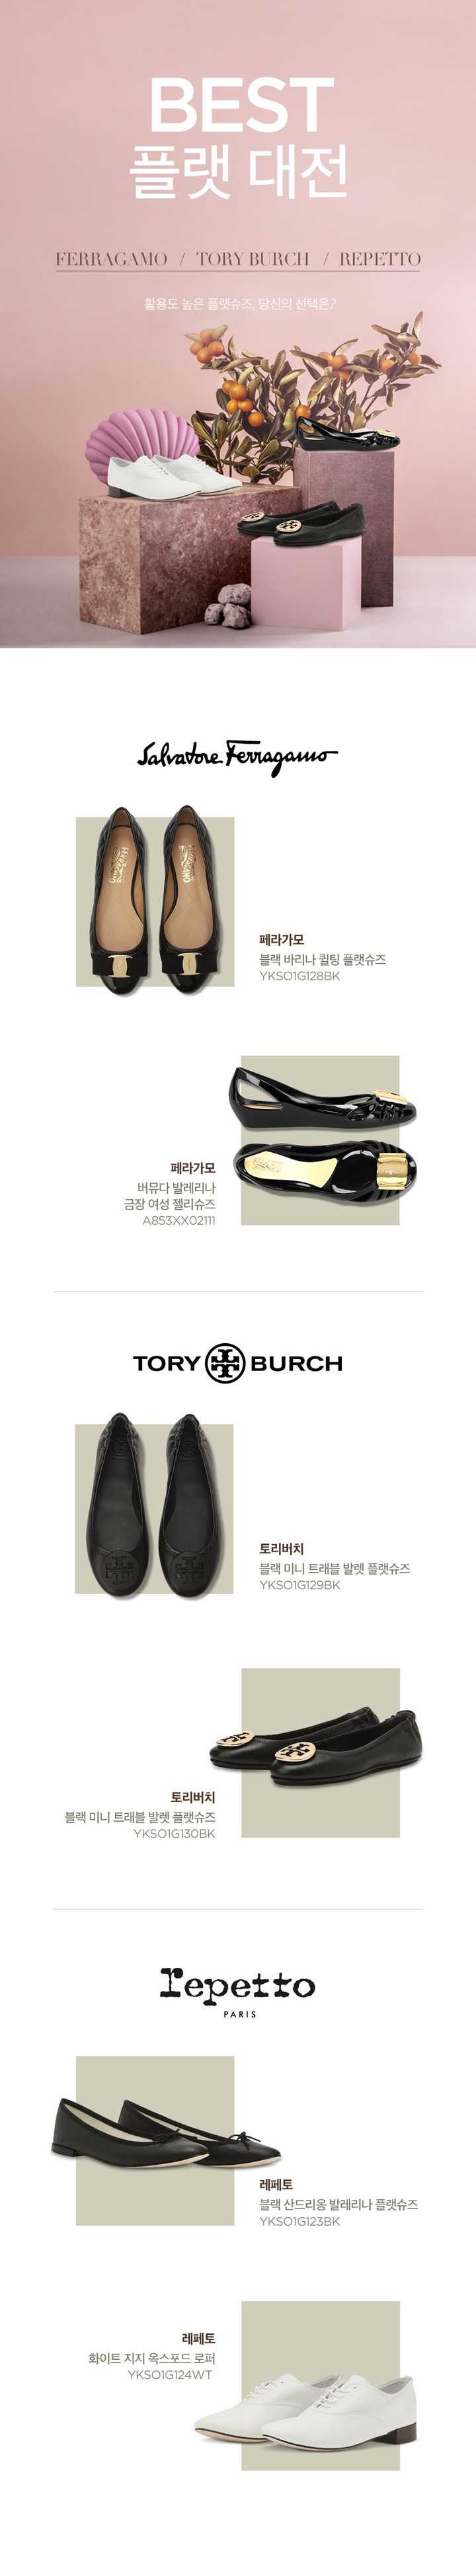 BEST
플랫 대전
FERRAGAMO / TORY BURCH / REPETTO
활용도 높은 플랫슈즈, 당신의 선택은?
Salvatore Ferragamo
페라가모
블랙 바리나 퀼팅 플랫슈즈
YKSO1G128BK
페라가모
버뮤다 발레리나
금장 여성 젤리슈즈
A853XX02111
TORY BURCH
토리버치
블랙 미니 트래블 발렛 플랫슈즈
YKSO1G129BK
토리버치
블랙 미니 트래블 발렛 플랫슈즈
YKSO1G130BK
repetto
PARIS
레페토
블랙 산드리옹 발레리나 플랫슈즈
YKSO1G123BK
레페토
화이트 지지 옥스포드 로퍼
YKSO1G124WT